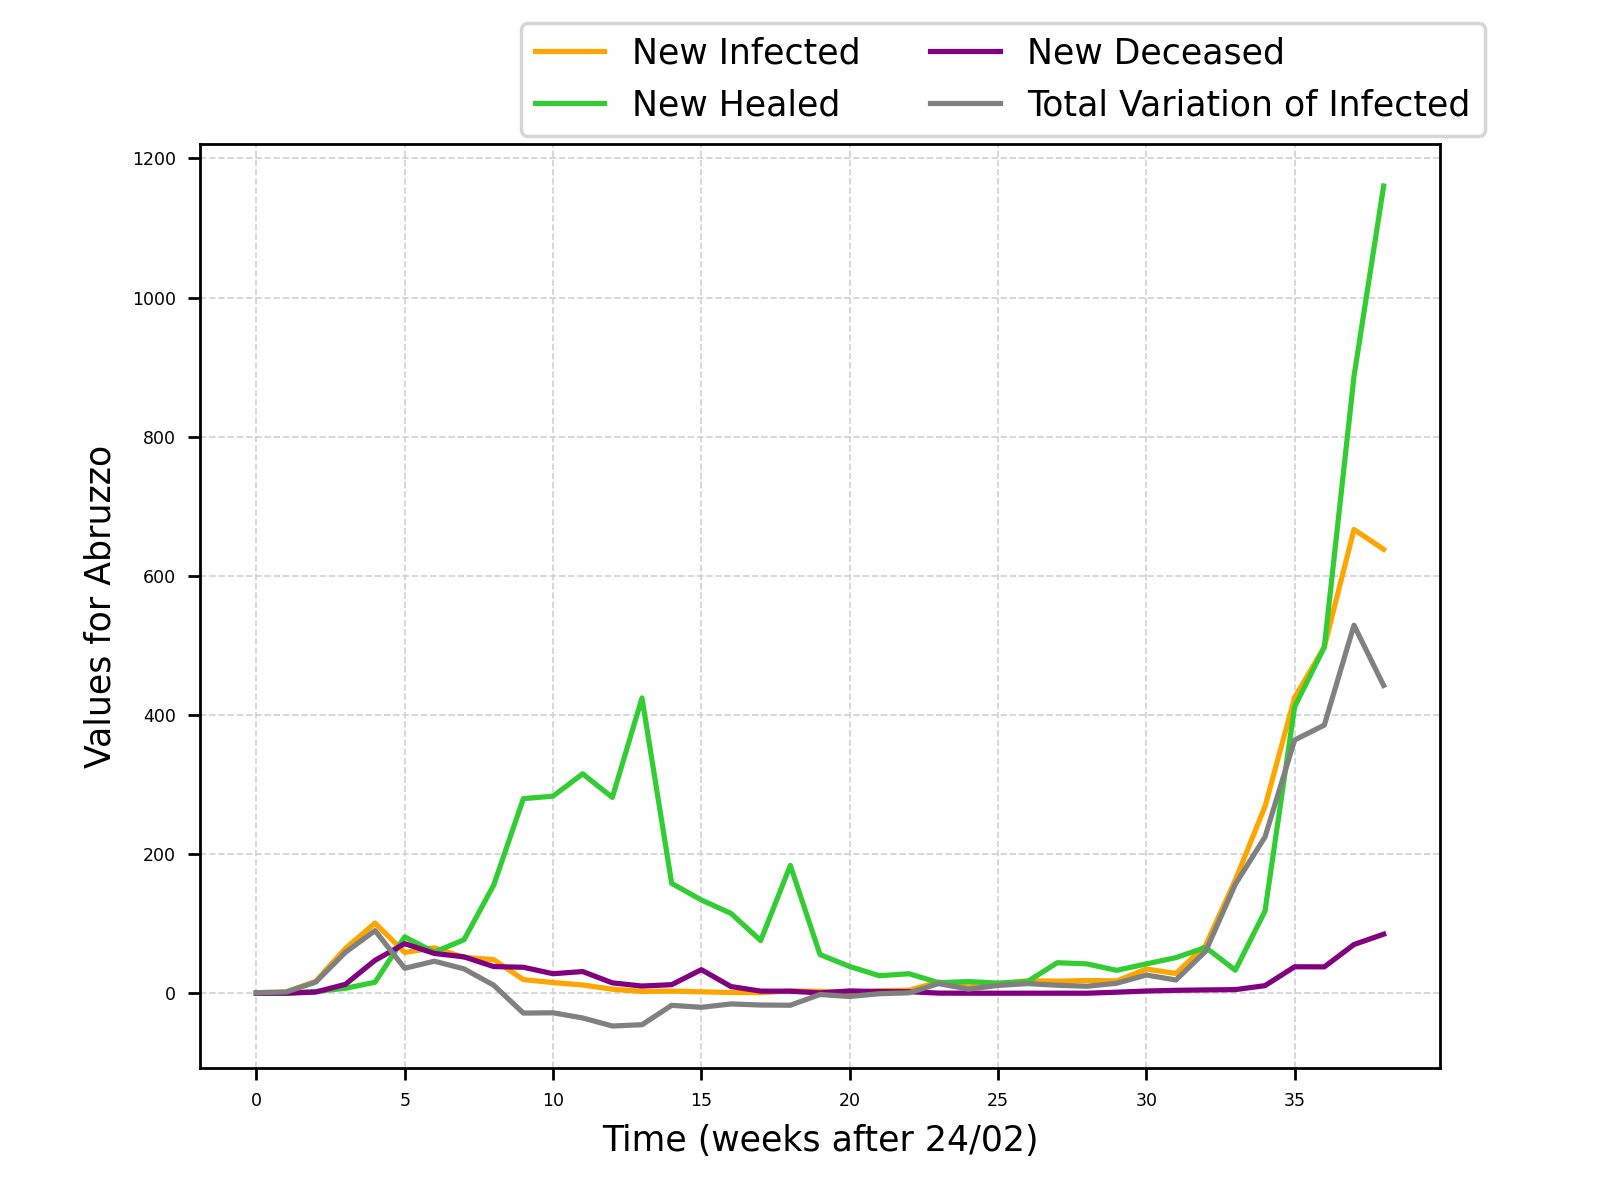 New Infected
New Healed
New Deceased
Total Variation of Infected
1200
1000
800
600
400
200
0
Values for Abruzzo
0 5 10 15 20 25 30 35
Time (weeks after 24/02)